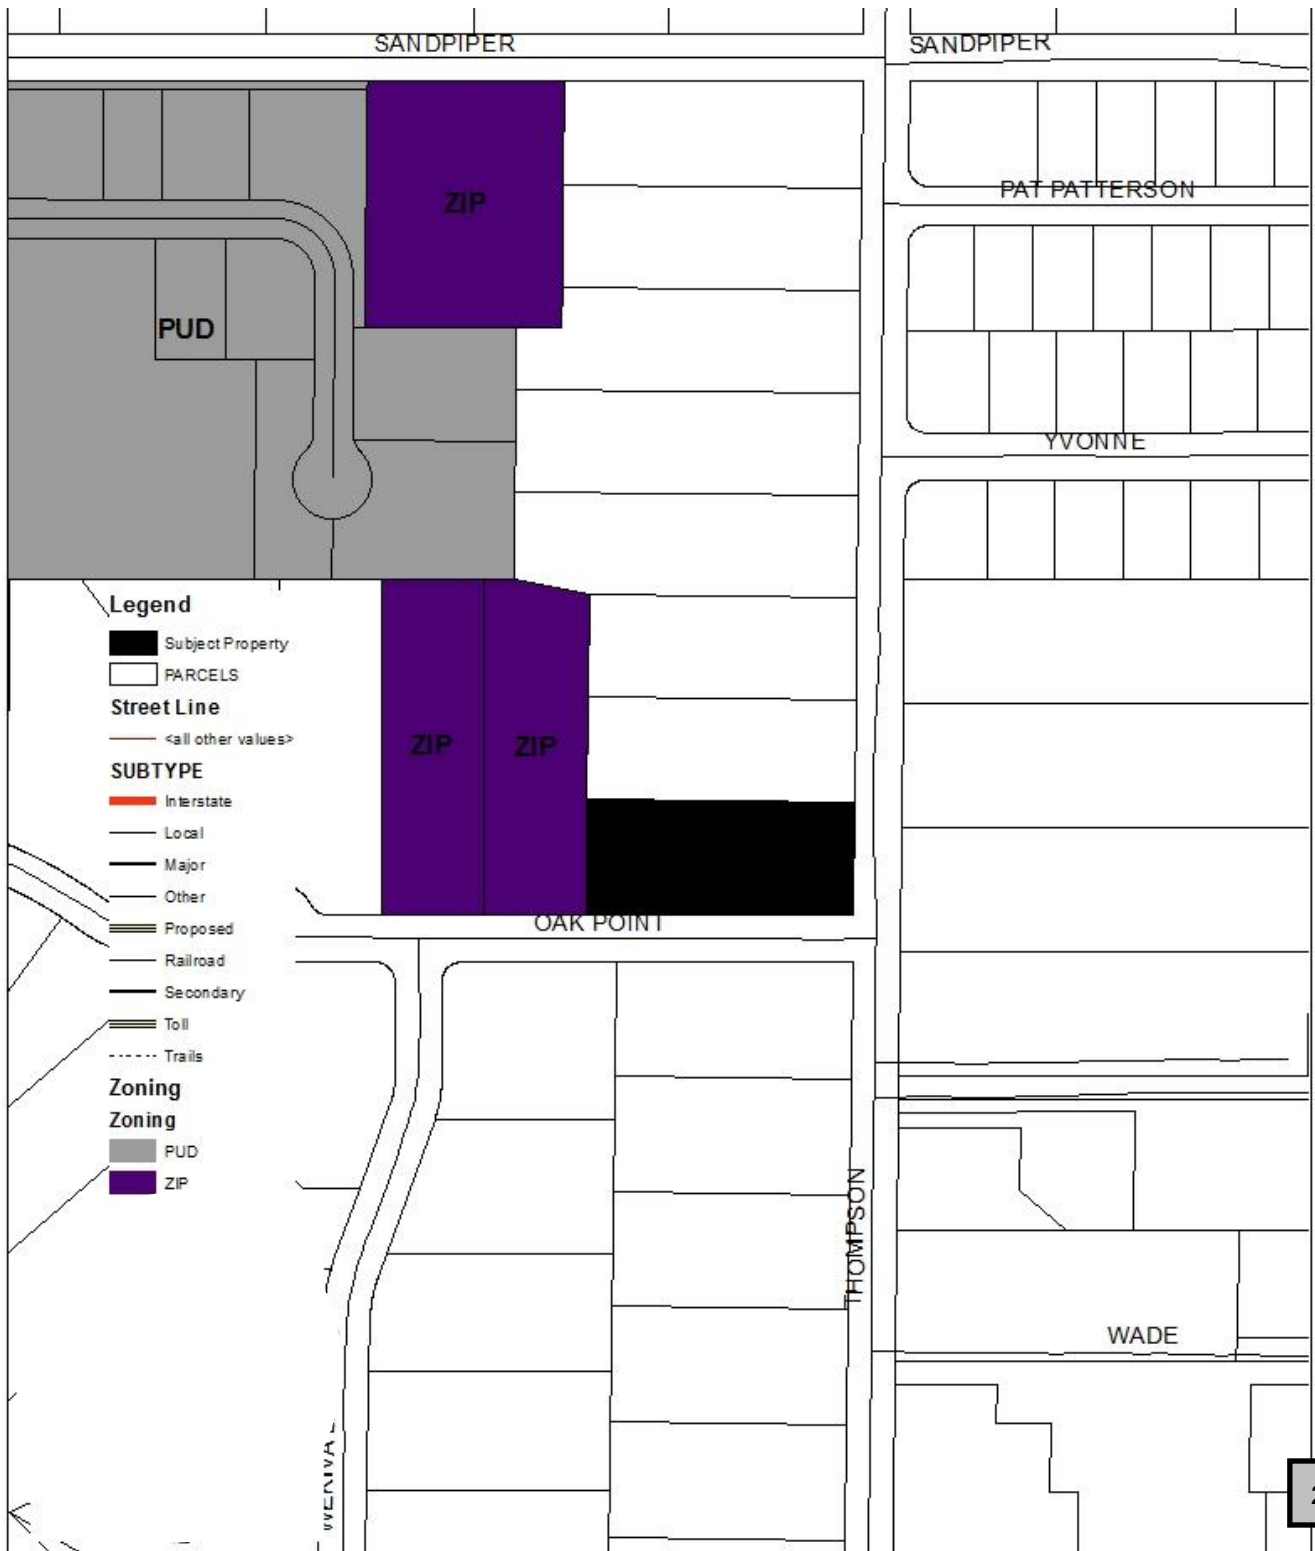 SANDPIPER
SANDPIPER
PAT PATTERSON
ZIP
PUD
YVONNE
Legend
Subject Property
PARCELS
Street Line
<all other values>
SUBTYPE
Interstate
Local
Major
Other
Proposed
Railroad
Secondary
Toll
Trails
Zoning
Zoning
PUD
ZIP
ZIP
ZIP
OAK POINT
THOMPSON
WADE